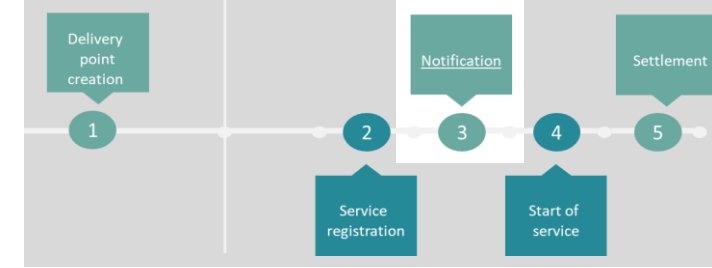 Delivery
point
creation
Notification
Settlement
1
2
3
4
5
Service
registration
Start of
service